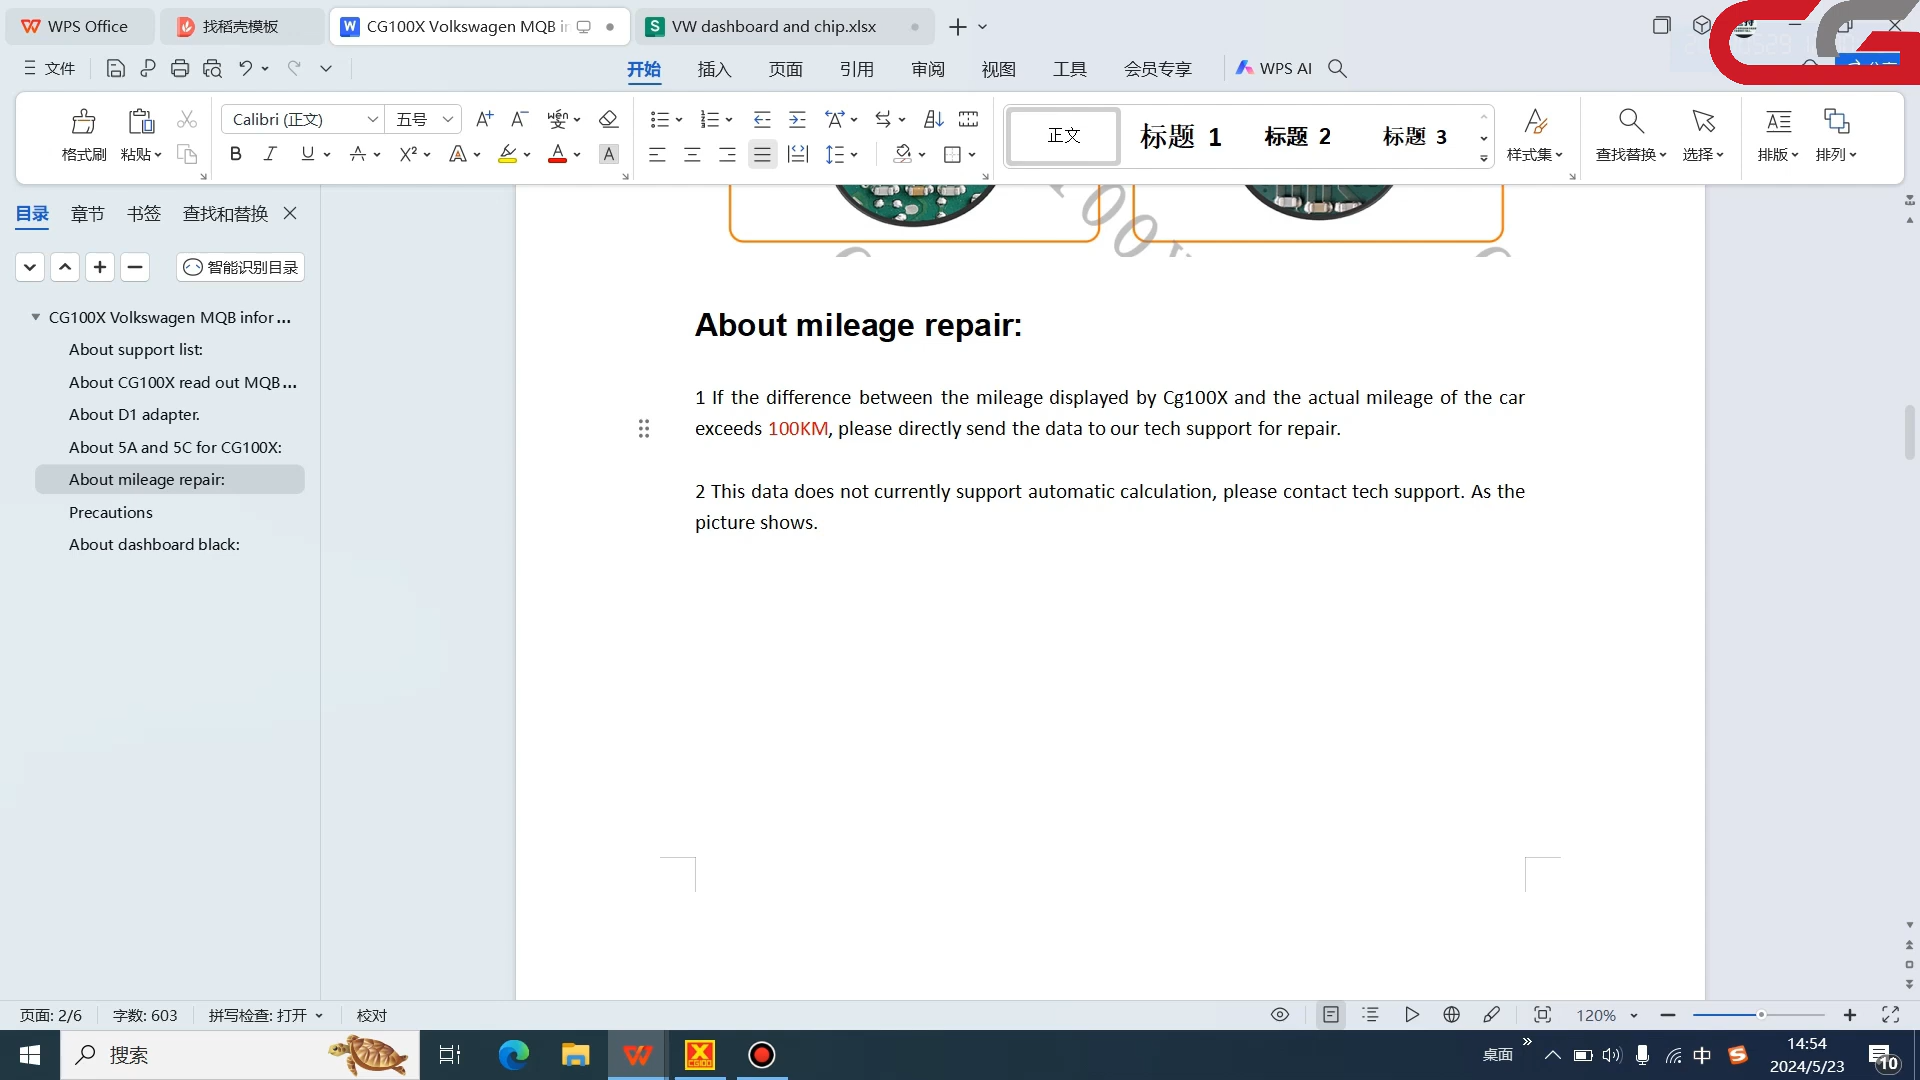 WPS Office
找稻壳模板
CG100X Volkswagen MQB in
VW dashboard and chip.xlsx
文件
开始
插入
页面
引用
审阅
视图
工具
会员专享
WPS AI
CG
格式刷
粘贴
Calibri (正文)
五号
正文
标题 1
标题 2
标题 3
样式集
查找替换
选择
排版
排列
目录
章节
书签
查找和替换
智能识别目录
CG100X Volkswagen MQB infor...
About support list:
About CG100X read out MQB...
About D1 adapter.
About 5A and 5C for CG100X:
About mileage repair:
Precautions
About dashboard black:
About mileage repair:
1 If the difference between the mileage displayed by Cg100X and the actual mileage of the car
exceeds 100KM, please directly send the data to our tech support for repair.
2 This data does not currently support automatic calculation, please contact tech support. As the
picture shows.
页面: 2/6
字数: 603
拼写检查: 打开
校对
120%
搜索
CG100
桌面
中
14:54
2024/5/23
10